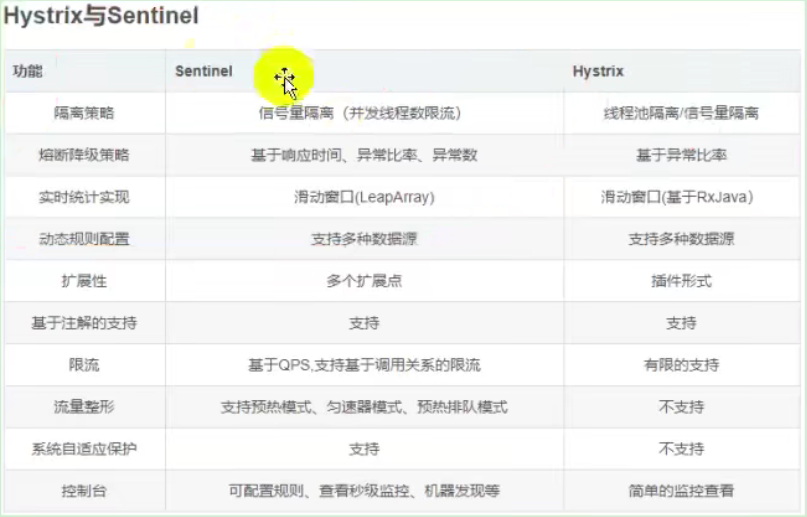 Hystrix与Sentinel
功能 Sentinel Hystrix
隔离策略 信号量隔离（并发线程数限流） 线程池隔离/信号量隔离
熔断降级策略 基于响应时间、异常比率、异常数 基于异常比率
实时统计实现 滑动窗口(LeapArray) 滑动窗口(基于RxJava)
动态规则配置 支持多种数据源 支持多种数据源
扩展性 多个扩展点 插件形式
基于注解的支持 支持 支持
限流 基于QPS,支持基于调用关系的限流 有限的支持
流量整形 支持预热模式、匀速器模式、预热排队模式 不支持
系统自适应保护 支持 不支持
控制台 可配置规则、查看秒级监控、机器发现等 简单的监控查看